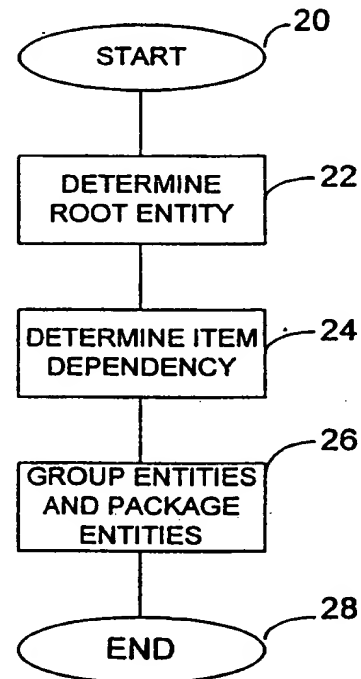 START
20
DETERMINE
ROOT ENTITY
22
DETERMINE ITEM
DEPENDENCY
24
GROUP ENTITIES
AND PACKAGE
ENTITIES
26
END
28